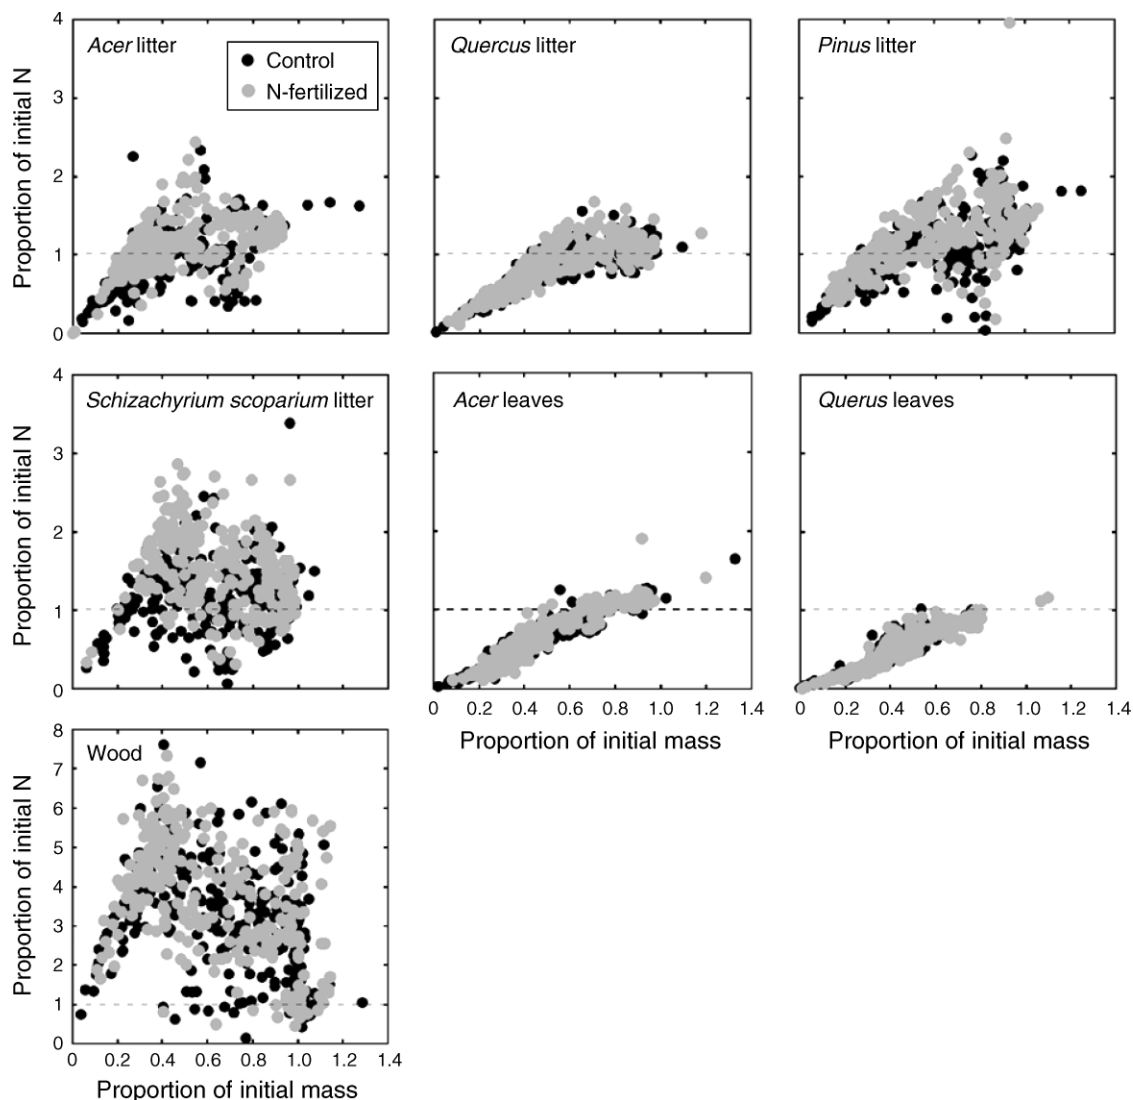 4
3
2
1
0
Proportion of initial N
Acer litter
Control
N-fertilized
Quercus litter
Pinus litter
4
3
2
1
0
Proportion of initial N
Schizachyrium scoparium litter
Acer leaves
Querus leaves
0 0.2 0.4 0.6 0.8 1.0 1.2
0 0.2 0.4 0.6 0.8 1.0 1.2 1.4
Proportion of initial mass
Proportion of initial mass
8
7
6
5
4
3
2
1
0
Proportion of initial N
Wood
0 0.2 0.4 0.6 0.8 1.0 1.2 1.4
Proportion of initial mass